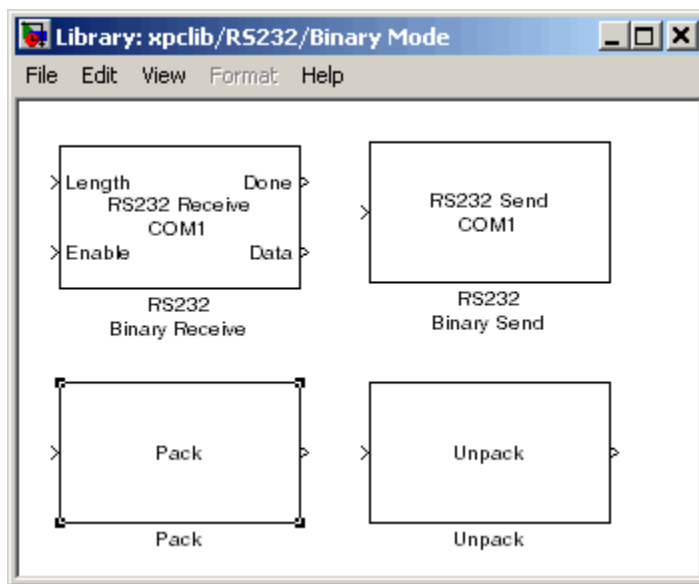 Library: xpclib/RS232/Binary Mode
File Edit View Format Help
Length Done
RS232 Receive
COM1
Enable Data
RS232
Binary Receive
RS232 Send
COM1
RS232
Binary Send
Pack
Pack
Unpack
Unpack